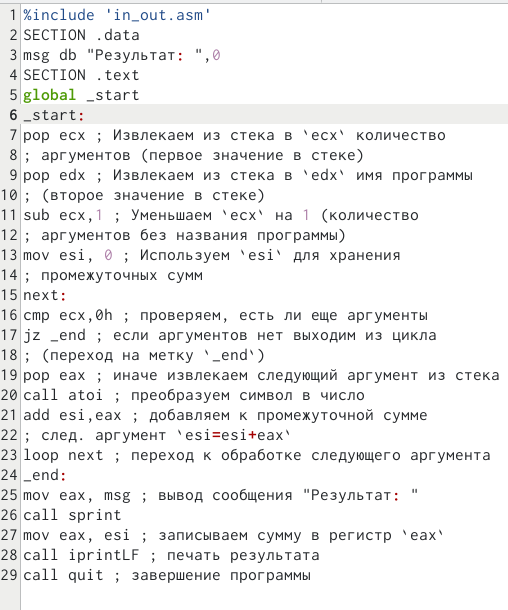 1 %include 'in_out.asm'
2 SECTION .data
3 msg db "Результат: ",0
4 SECTION .text
5 global _start
6 _start:
7 pop ecx ; Извлекаем из стека в `ecx` количество
8 ; аргументов (первое значение в стеке)
9 pop edx ; Извлекаем из стека в `edx` имя программы
10 ; (второе значение в стеке)
11 sub ecx,1 ; Уменьшаем `ecx` на 1 (количество
12 ; аргументов без названия программы)
13 mov esi, 0 ; Используем `esi` для хранения
14 ; промежуточных сумм
15 next:
16 cmp ecx,0h ; проверяем, есть ли еще аргументы
17 jz _end ; если аргументов нет выходим из цикла
18 ; (переход на метку `_end`)
19 pop eax ; иначе извлекаем следующий аргумент из стека
20 call atoi ; преобразуем символ в число
21 add esi,eax ; добавляем к промежуточной сумме
22 ; след. аргумент `esi=esi+eax`
23 loop next ; переход к обработке следующего аргумента
24 _end:
25 mov eax, msg ; вывод сообщения "Результат: "
26 call sprint
27 mov eax, esi ; записываем сумму в регистр `eax`
28 call iprintLF ; печать результата
29 call quit ; завершение программы